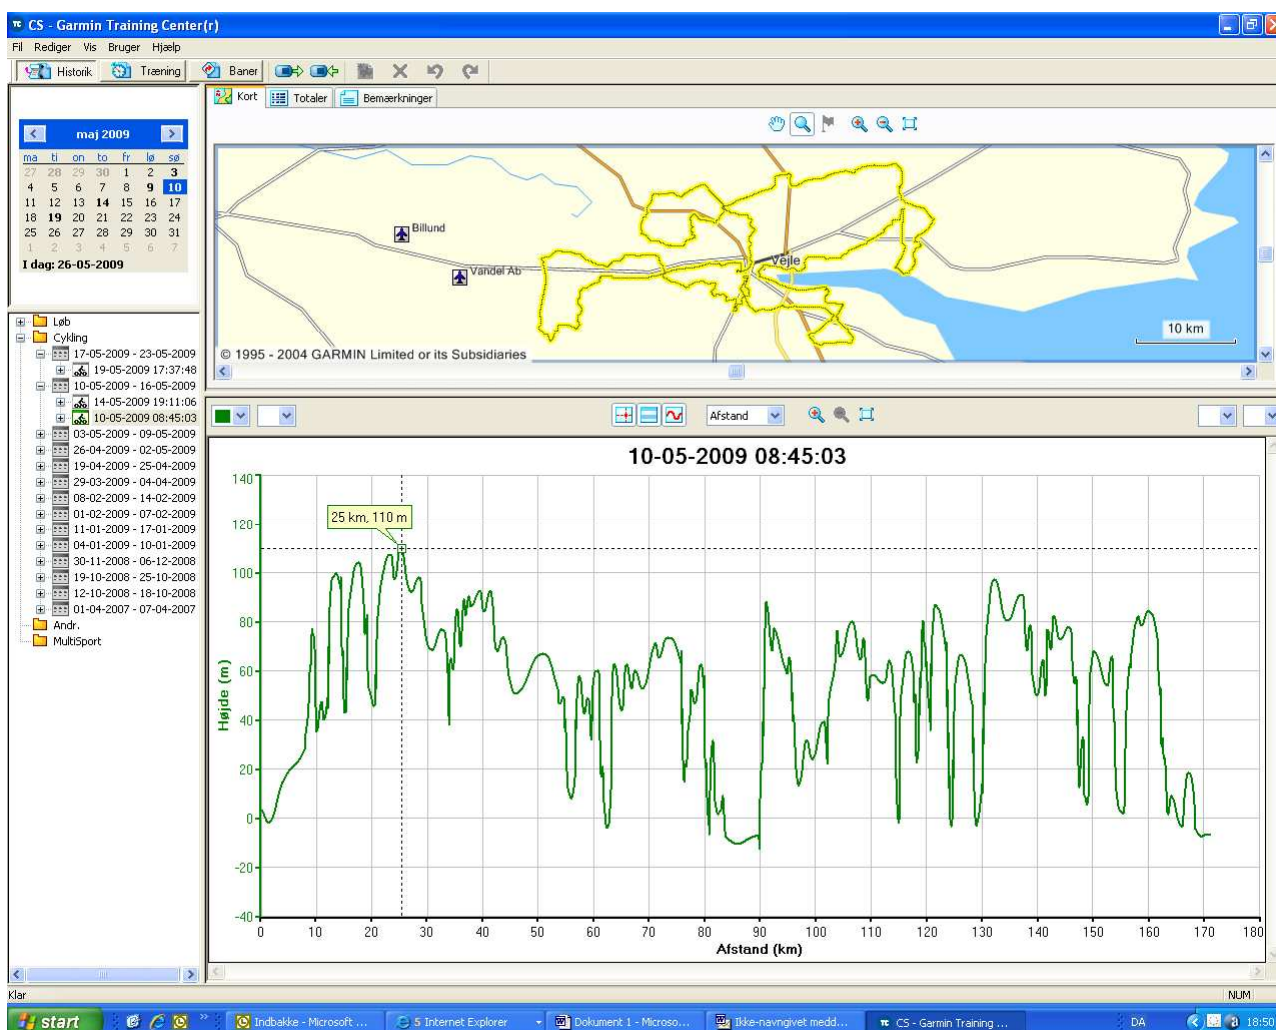 CS - Garmin Training Center(r)
Fil Rediger Vis Bruger Hjælp
Historik Træning Baner
Kort Totaler Bemærkninger
maj 2009
ma ti on to fr lø sø
27 28 29 30 1 2 3
4 5 6 7 8 9 10
11 12 13 14 15 16 17
18 19 20 21 22 23 24
25 26 27 28 29 30 31
1 2 3 4 5 6 7
I dag: 26-05-2009
Billund
Vandel Ab
Vejle
10 km
© 1995 - 2004 GARMIN Limited or its Subsidiaries
Løb
Cykling
17-05-2009 - 23-05-2009
19-05-2009 17:37:48
10-05-2009 - 16-05-2009
14-05-2009 19:11:06
10-05-2009 08:45:03
03-05-2009 - 09-05-2009
26-04-2009 - 02-05-2009
19-04-2009 - 25-04-2009
29-03-2009 - 04-04-2009
08-02-2009 - 14-02-2009
01-02-2009 - 07-02-2009
11-01-2009 - 17-01-2009
04-01-2009 - 10-01-2009
30-11-2008 - 06-12-2008
19-10-2008 - 25-10-2008
12-10-2008 - 18-10-2008
01-04-2007 - 07-04-2007
Andr.
MultiSport
Afstand
10-05-2009 08:45:03
25 km, 110 m
140
120
100
80
60
40
20
0
-20
-40
Højde (m)
0 10 20 30 40 50 60 70 80 90 100 110 120 130 140 150 160 170 180
Afstand (km)
Klar
NUM
start
Indbakke - Microsoft ...
5 Internet Explorer
Dokument 1 - Microso...
Ikke-navngivet medd...
CS - Garmin Training ...
DA
18:50